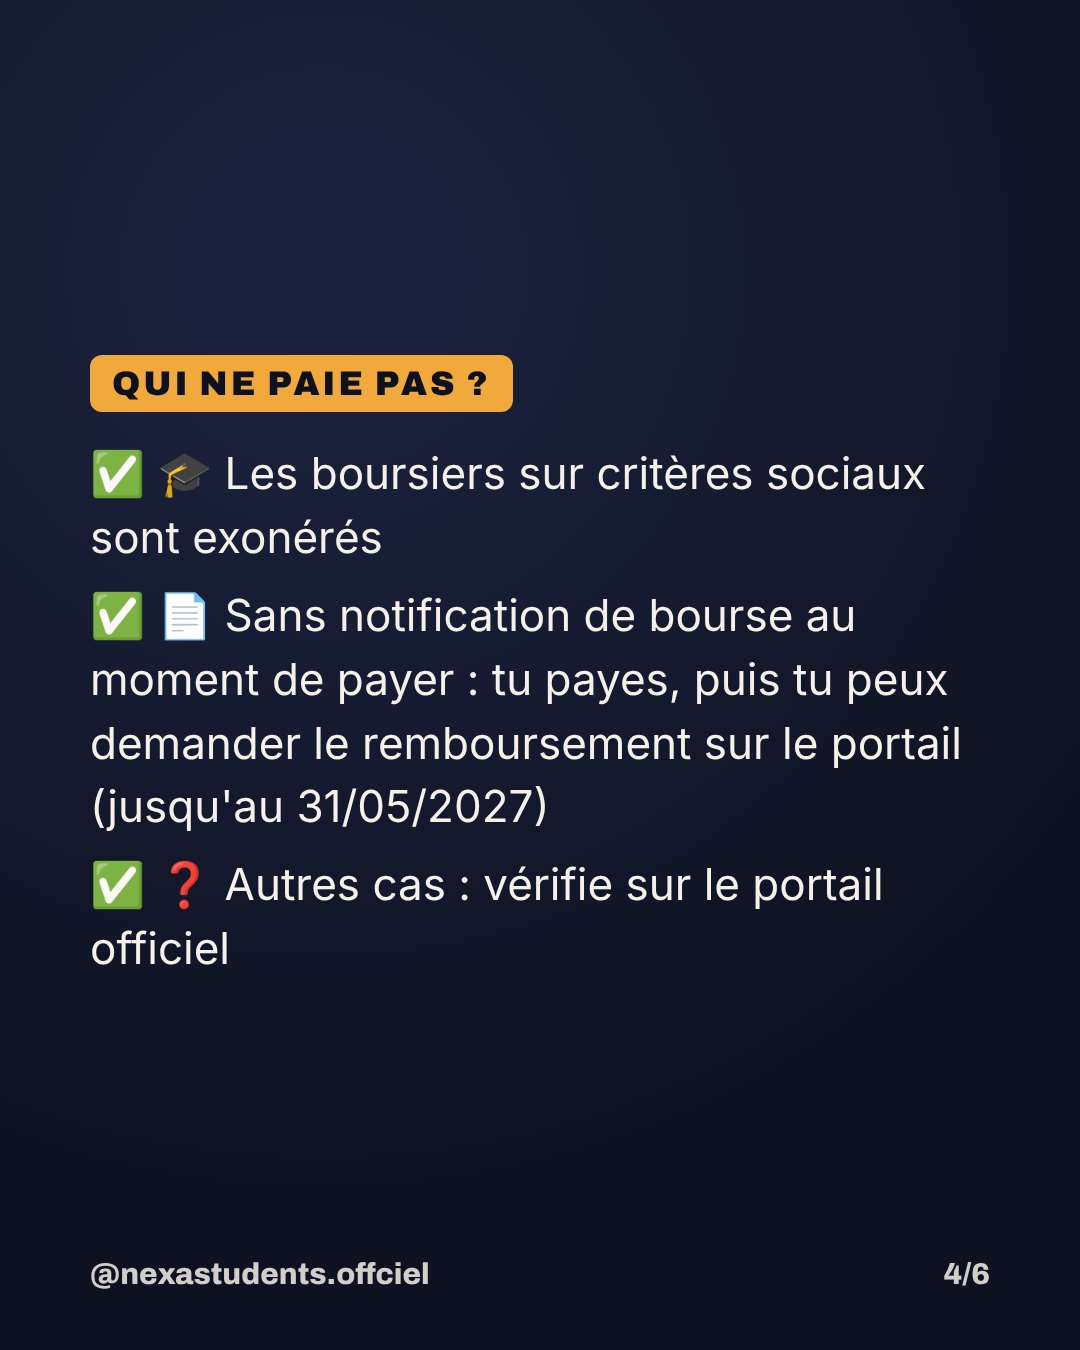 QUI NE PAIE PAS ?
✅ 🎓 Les boursiers sur critères sociaux
sont exonérés
✅ 📄 Sans notification de bourse au
moment de payer : tu payes, puis tu peux
demander le remboursement sur le portail
(jusqu'au 31/05/2027)
✅ ❓ Autres cas : vérifie sur le portail
officiel
@nexastudents.offciel
4/6